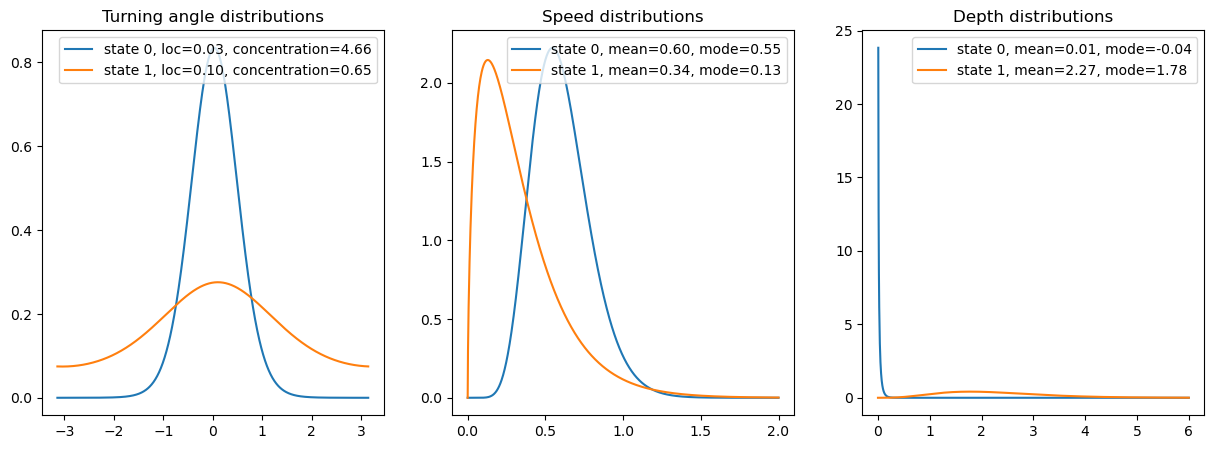 Turning angle distributions
state 0, loc=0.03, concentration=4.66
state 1, loc=0.10, concentration=0.65
0.8
0.6
0.4
0.2
0.0
−3 −2 −1 0 1 2 3
Speed distributions
state 0, mean=0.60, mode=0.55
state 1, mean=0.34, mode=0.13
2.0
1.5
1.0
0.5
0.0
0.0 0.5 1.0 1.5 2.0
Depth distributions
state 0, mean=0.01, mode=-0.04
state 1, mean=2.27, mode=1.78
25
20
15
10
5
0
0 1 2 3 4 5 6